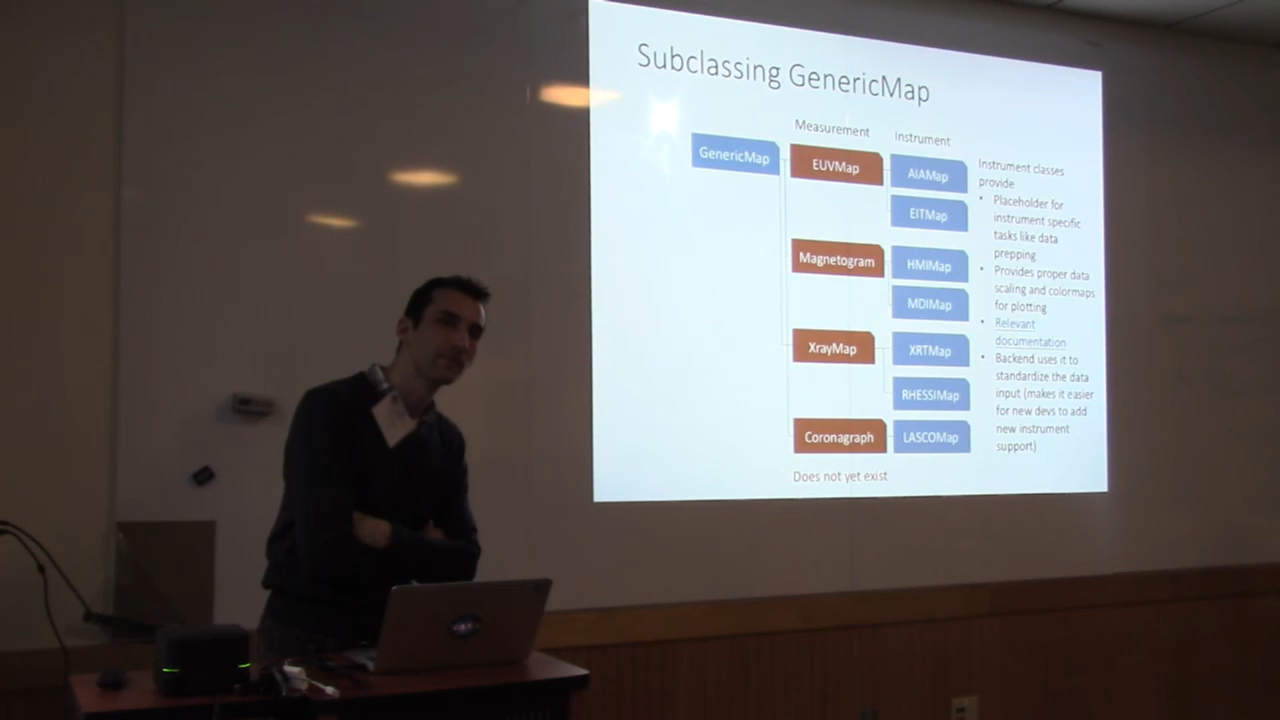 Subclassing GenericMap
Measurement
Instrument
GenericMap
EUVMap
AIAMap
EITMap
Magnetogram
HMIMap
MDIMap
XrayMap
XRTMap
RHESSIMap
Coronagraph
LASCOMap
Does not yet exist
Instrument classes
provide
• Placeholder for
instrument specific
tasks like data
prepping
• Provides proper data
scaling and colormaps
for plotting
• Relevant
documentation
• Backend uses it to
standardize the data
input (makes it easier
for new devs to add
new instrument
support)